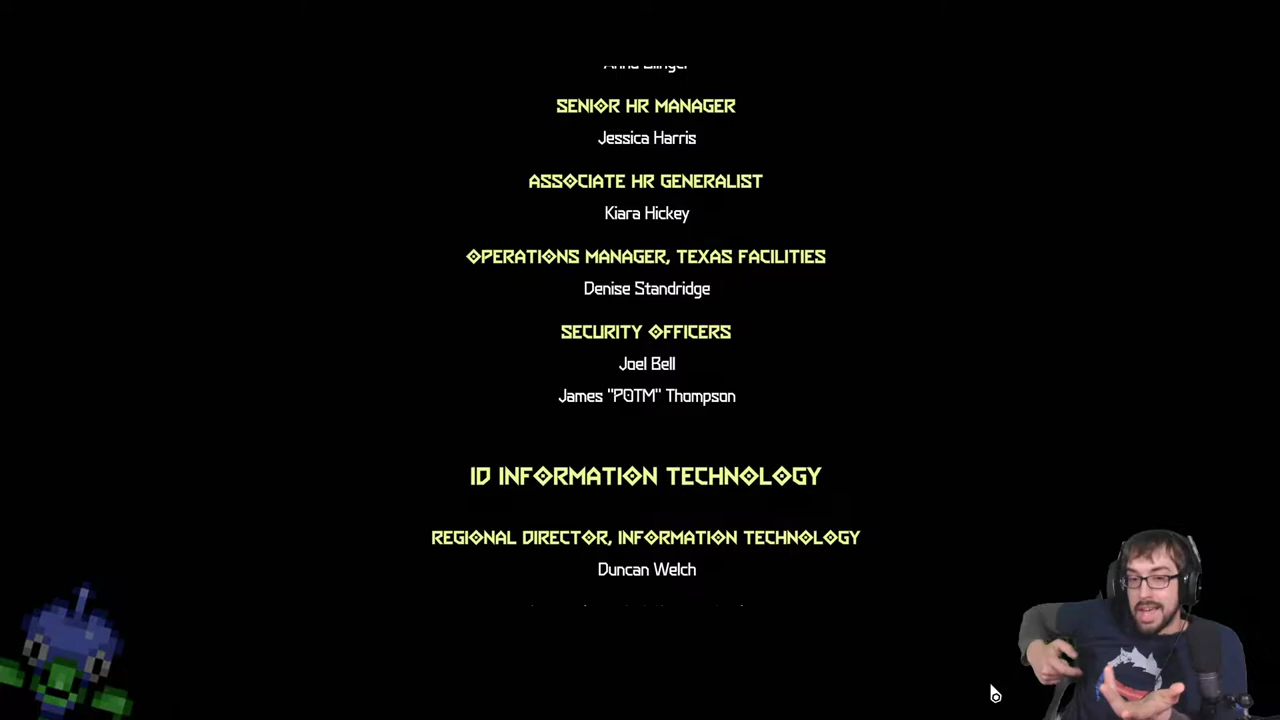 SENIOR HR MANAGER
Jessica Harris
ASSOCIATE HR GENERALIST
Kiara Hickey
OPERATIONS MANAGER, TEXAS FACILITIES
Denise Standridge
SECURITY OFFICERS
Joel Bell
James "POTM" Thompson
ID INFORMATION TECHNOLOGY
REGIONAL DIRECTOR, INFORMATION TECHNOLOGY
Duncan Welch